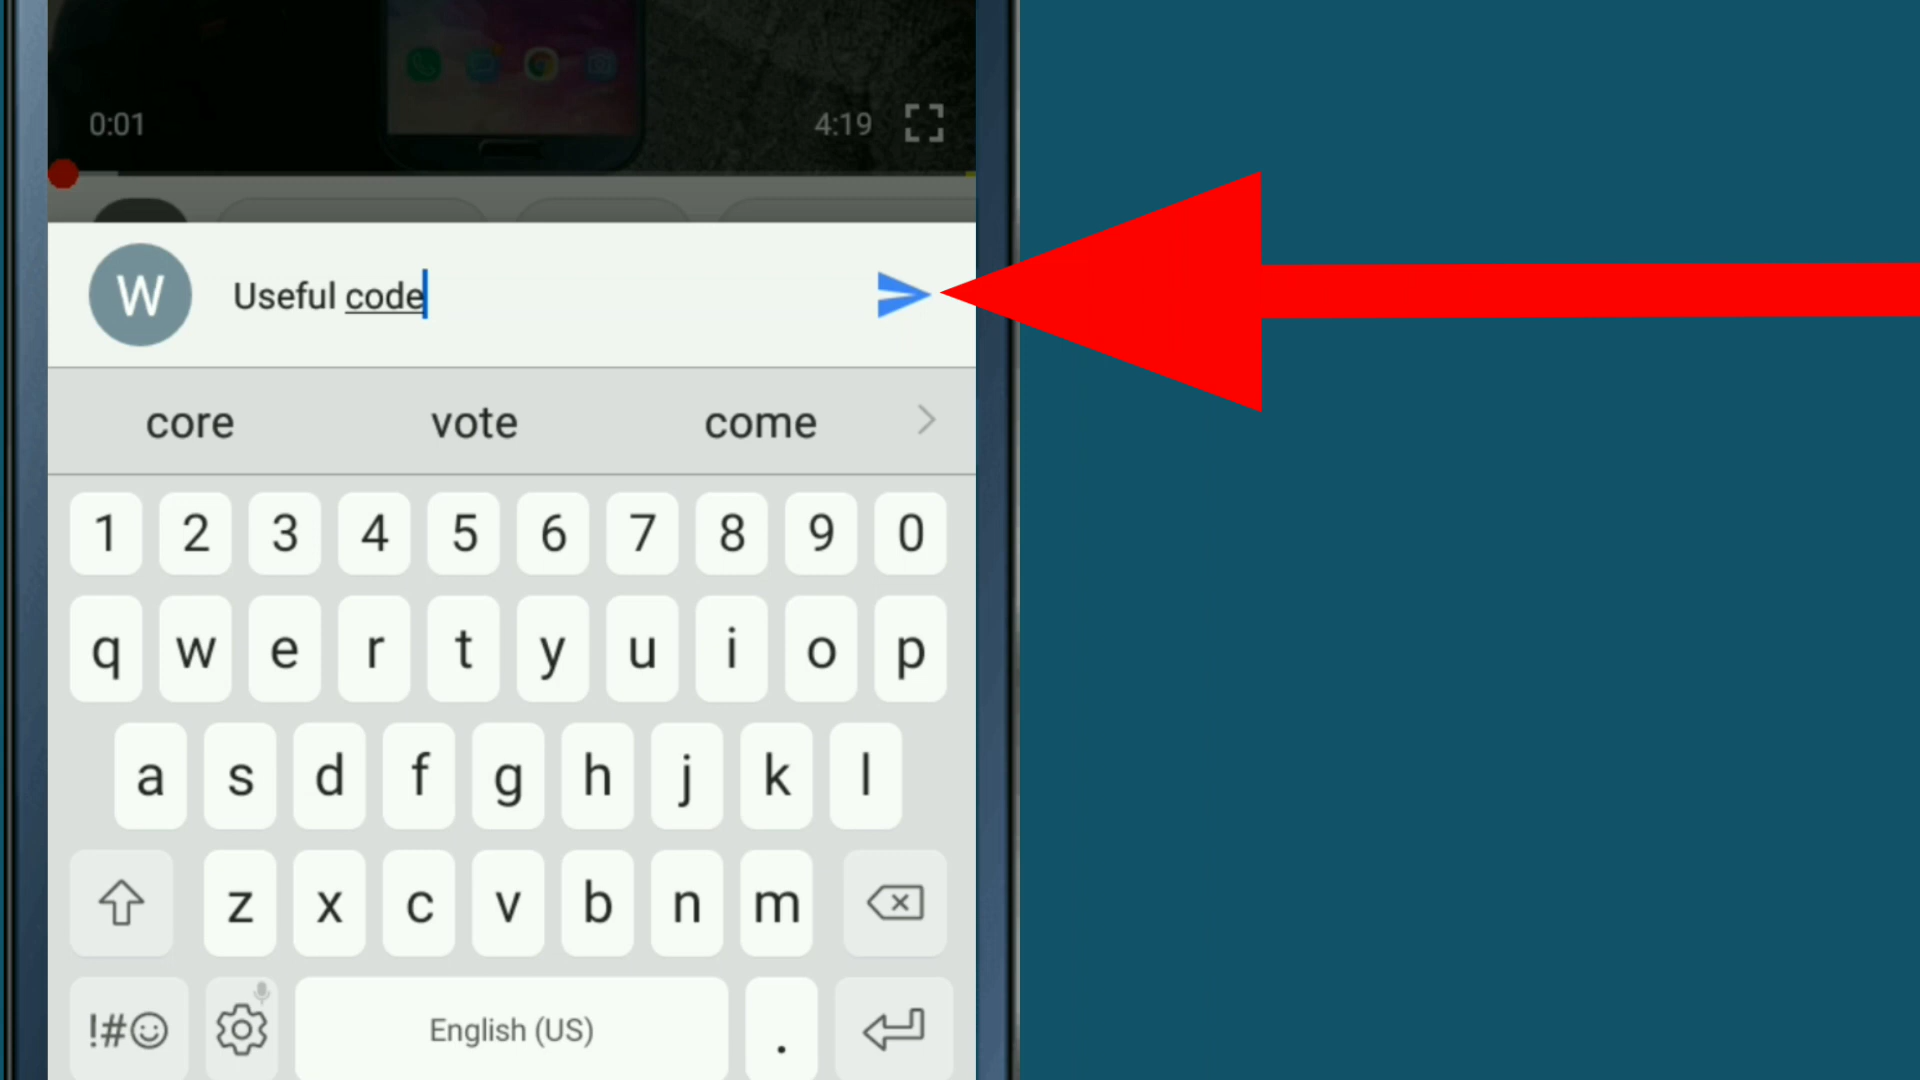 0:01 4:19
W Useful code
core vote come
1 2 3 4 5 6 7 8 9 0
q w e r t y u i o p
a s d f g h j k l
z x c v b n m
!#☺ English (US) .